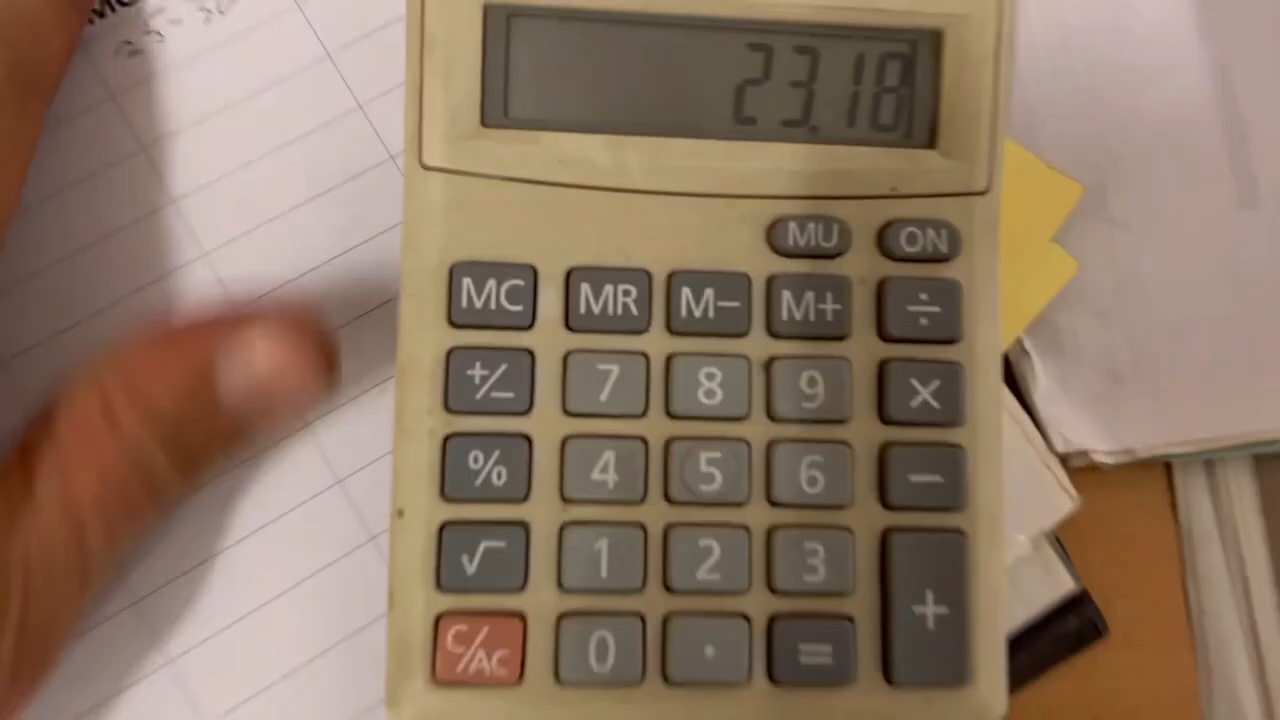 23.18
MU ON
MC MR M− M+ ÷
+/− 7 8 9 ×
% 4 5 6 −
√ 1 2 3
C/AC 0 . = +